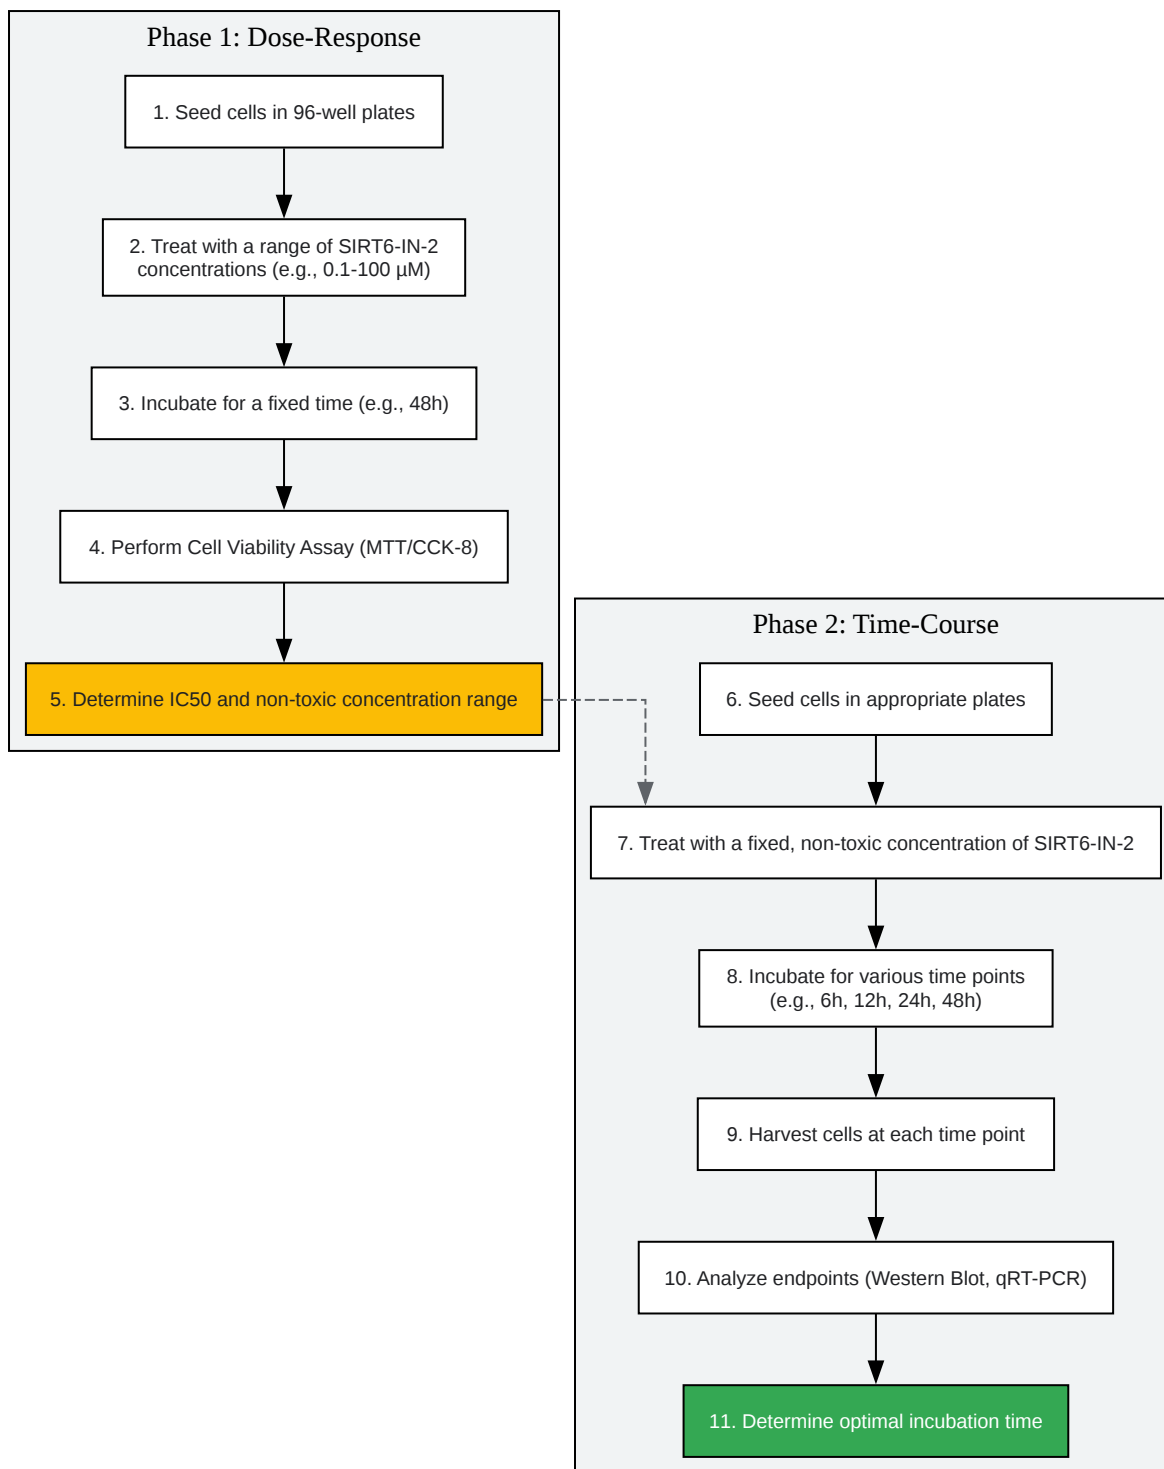 Phase 1: Dose-Response
1. Seed cells in 96-well plates
2. Treat with a range of SIRT6-IN-2
concentrations (e.g., 0.1-100 µM)
3. Incubate for a fixed time (e.g., 48h)
4. Perform Cell Viability Assay (MTT/CCK-8)
5. Determine IC50 and non-toxic concentration range
Phase 2: Time-Course
6. Seed cells in appropriate plates
7. Treat with a fixed, non-toxic concentration of SIRT6-IN-2
8. Incubate for various time points
(e.g., 6h, 12h, 24h, 48h)
9. Harvest cells at each time point
10. Analyze endpoints (Western Blot, qRT-PCR)
11. Determine optimal incubation time